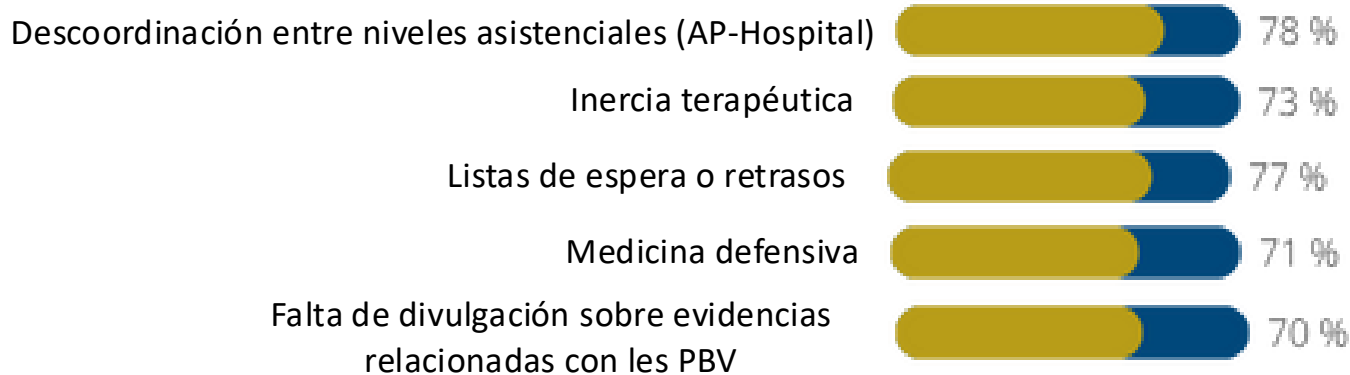 Descoordinación entre niveles asistenciales (AP-Hospital) 78 %
Inercia terapéutica 73 %
Listas de espera o retrasos 77 %
Medicina defensiva 71 %
Falta de divulgación sobre evidencias
relacionadas con les PBV 70 %